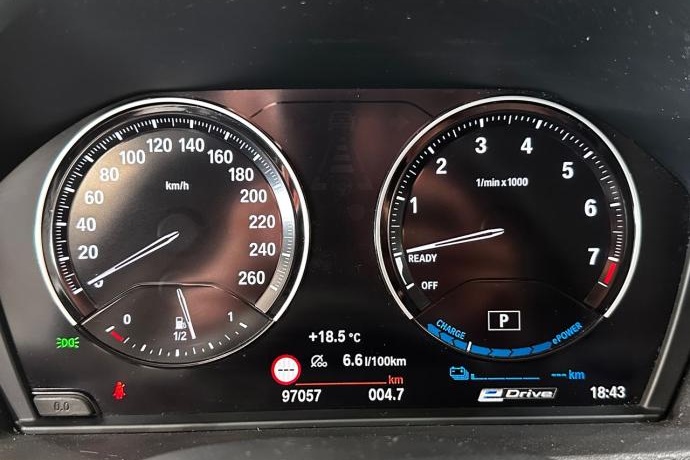 0 20 40 60 80 100 120 140 160 180 200 220 240 260
km/h
0 1/2 1
OFF READY 1 2 3 4 5 6 7
1/min x 1000
P
CHARGE ePOWER
+18.5 °C
6.6 l/100km
--- km
--- km
97057 004.7
eDrive 18:43
0.0